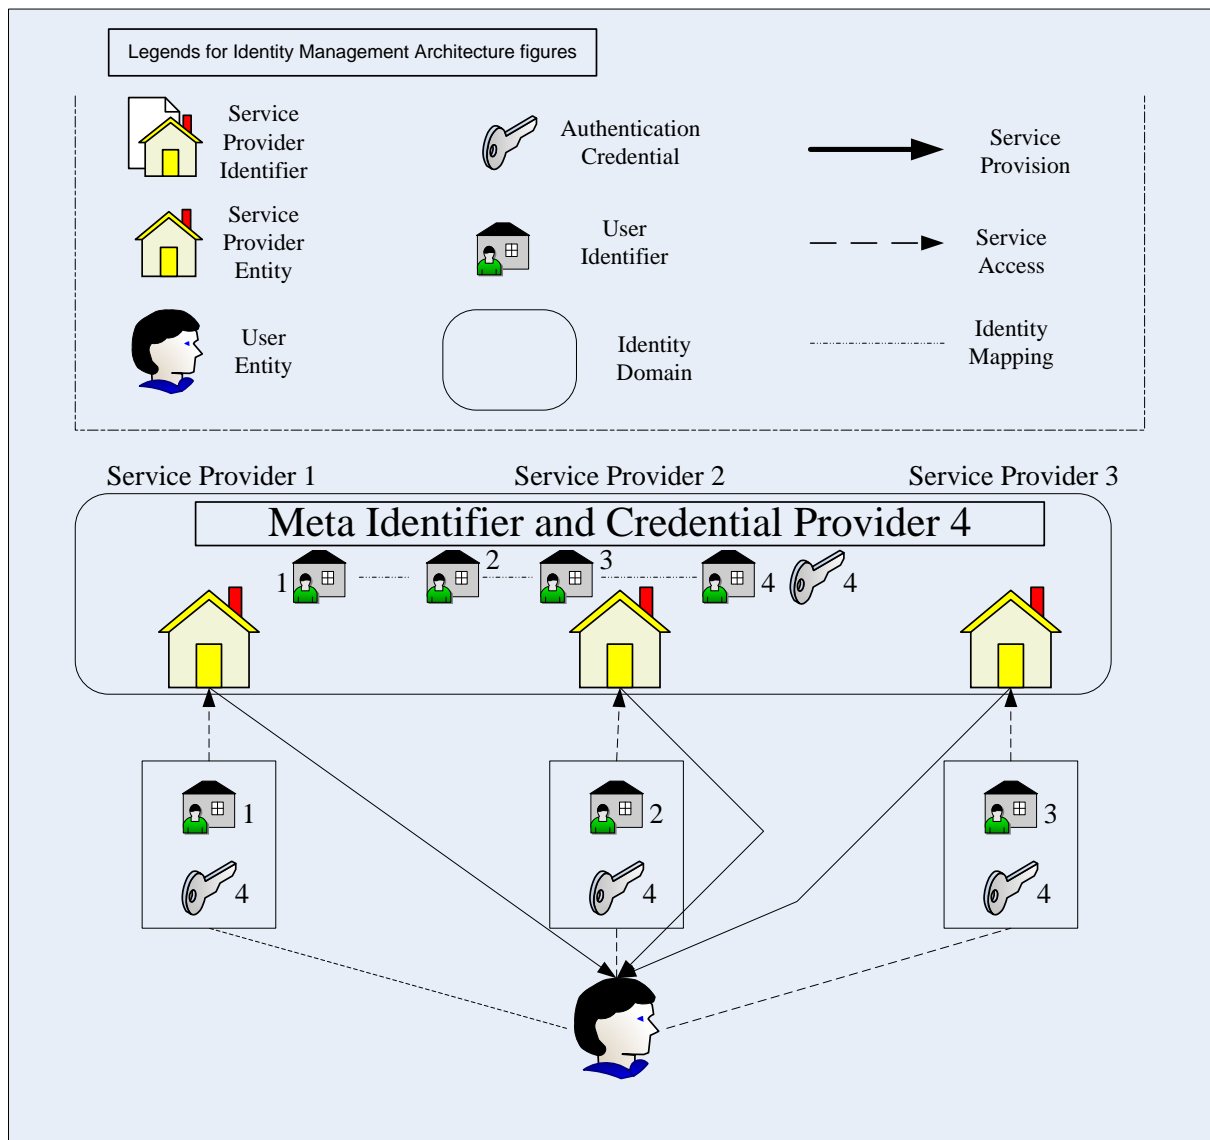 Legends for Identity Management Architecture figures
Service
Provider
Identifier
Authentication
Credential
Service
Provision
Service
Provider
Entity
User
Identifier
Service
Access
User
Entity
Identity
Domain
Identity
Mapping
Service Provider 1
Service Provider 2
Service Provider 3
Meta Identifier and Credential Provider 4
1
2
3
4
4
1
2
3
4
4
4